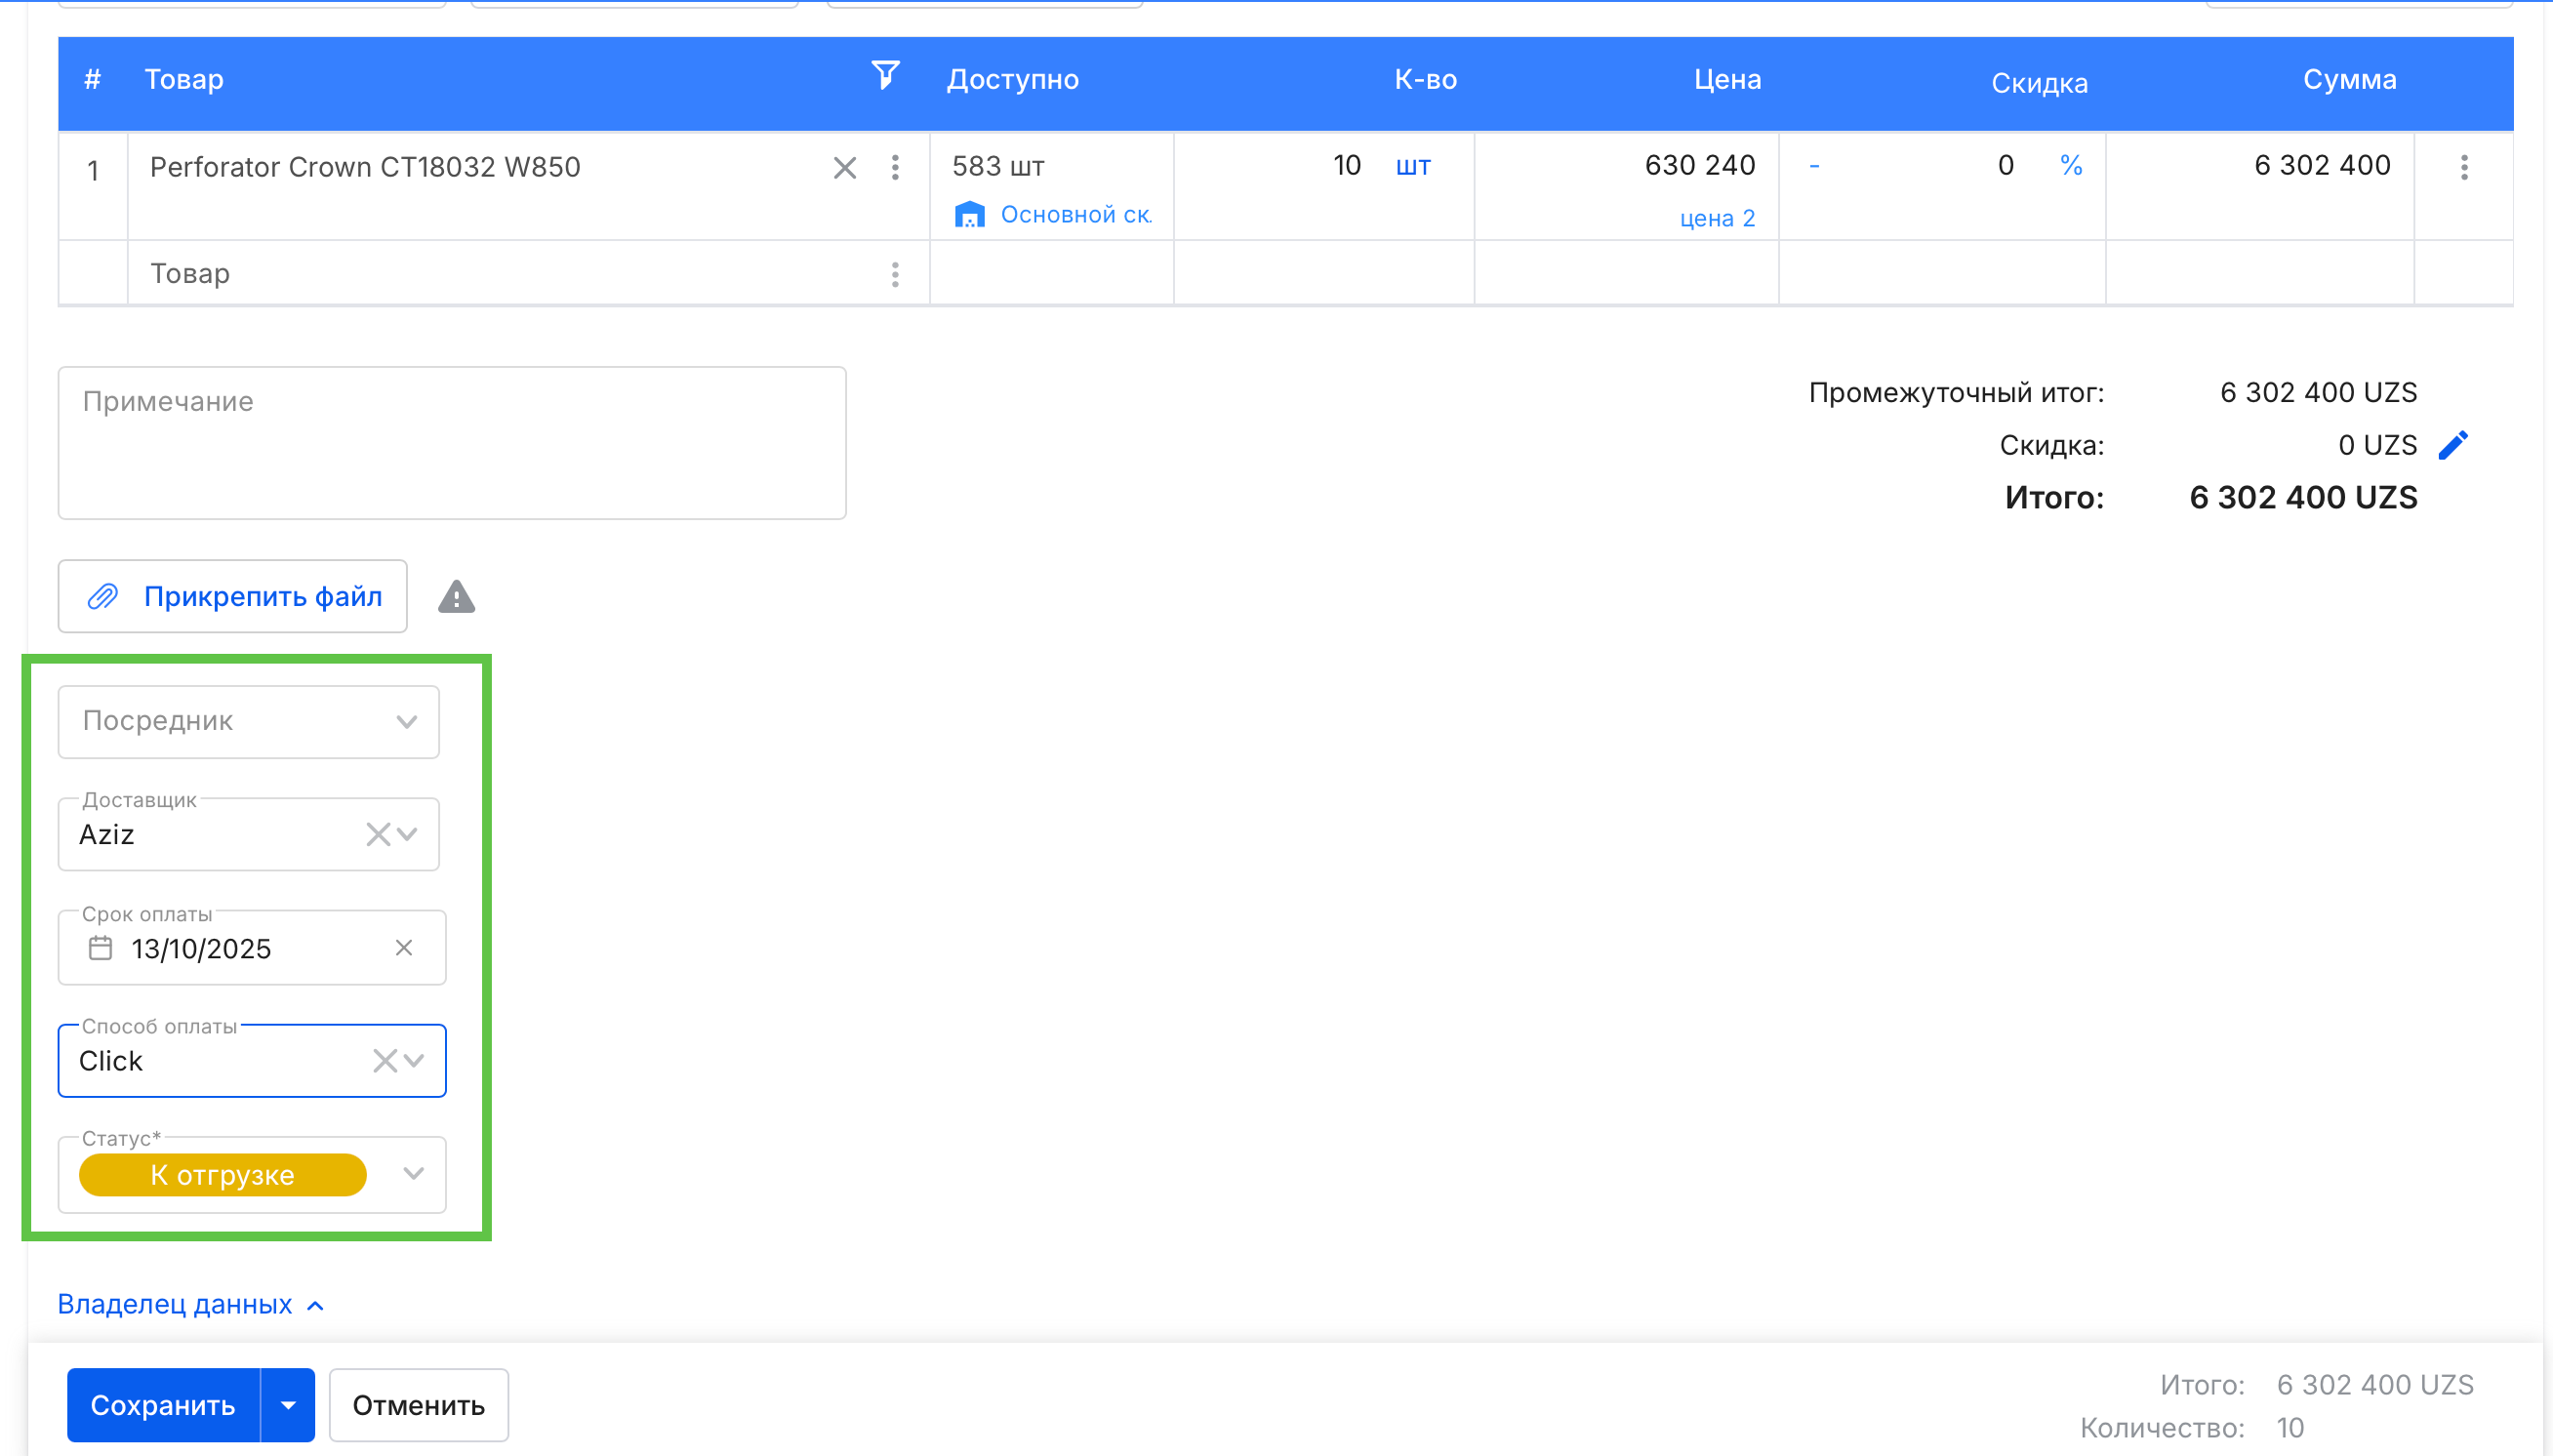 # Товар Доступно К-во Цена Скидка Сумма
1 Perforator Crown CT18032 W850 583 шт 10 шт 630 240 - 0 % 6 302 400
Основной ск. цена 2
Товар
Примечание
Промежуточный итог: 6 302 400 UZS
Скидка: 0 UZS
Итого: 6 302 400 UZS
Прикрепить файл
Посредник
Доставщик
Aziz
Срок оплаты
13/10/2025
Способ оплаты
Click
Статус*
К отгрузке
Владелец данных
Сохранить Отменить
Итого: 6 302 400 UZS
Количество: 10